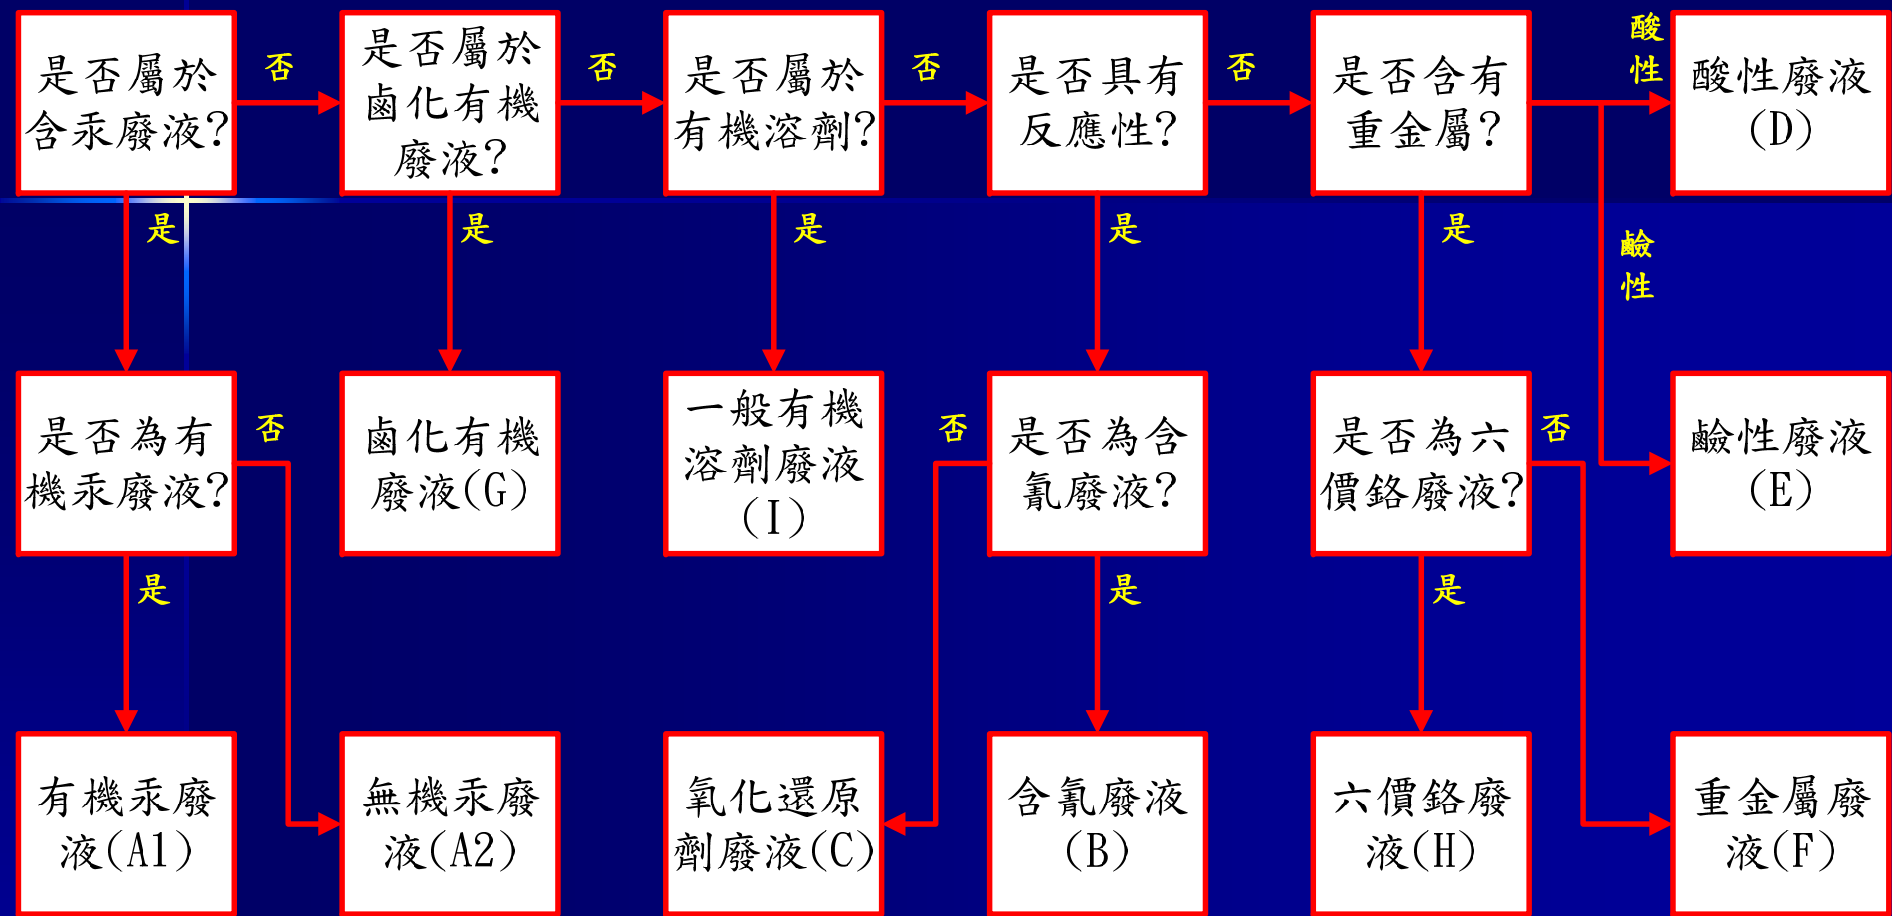 是否屬於
含汞廢液?
否
是否屬於
鹵化有機
廢液?
否
是否屬於
有機溶劑?
否
是否具有
反應性?
否
是否含有
重金屬?
酸
性
酸性廢液
(D)
是
是
是
是
是
鹼
性
是否為有
機汞廢液?
否
鹵化有機
廢液(G)
一般有機
溶劑廢液
(I)
否
是否為含
氰廢液?
是否為六
價鉻廢液?
否
鹼性廢液
(E)
是
是
是
有機汞廢
液(A1)
無機汞廢
液(A2)
氧化還原
劑廢液(C)
含氰廢液
(B)
六價鉻廢
液(H)
重金屬廢
液(F)